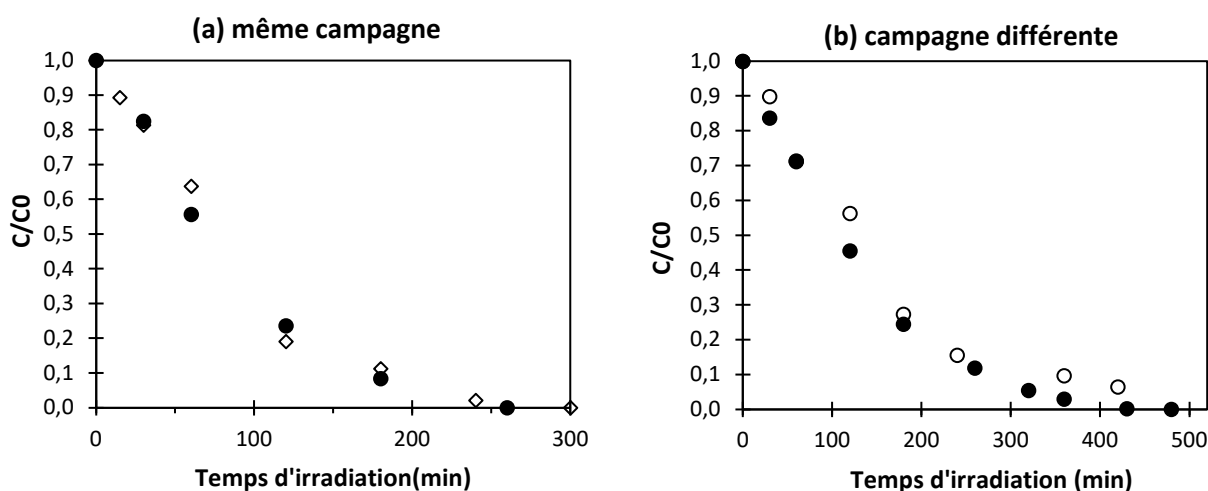 (a) même campagne
1,0
0,9
0,8
0,7
0,6
0,5
0,4
0,3
0,2
0,1
0,0
C/C0
0 100 200 300
Temps d'irradiation(min)
(b) campagne différente
1,0
0,9
0,8
0,7
0,6
0,5
0,4
0,3
0,2
0,1
0,0
C/C0
0 100 200 300 400 500
Temps d'irradiation (min)